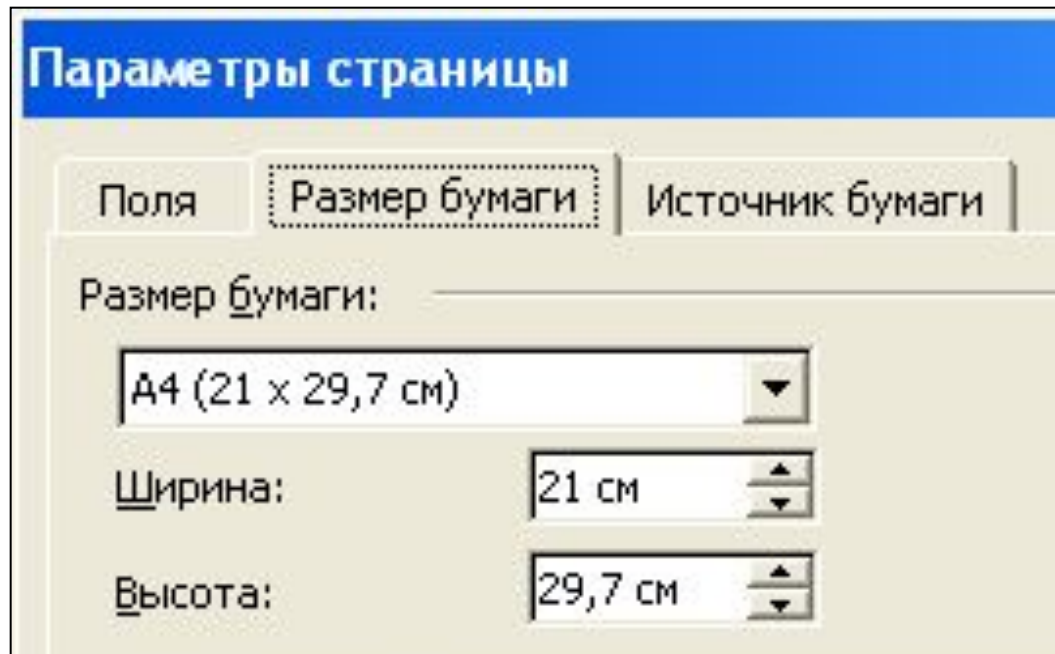 Параметры страницы
Поля Размер бумаги Источник бумаги
Размер бумаги:
А4 (21 x 29,7 см)
Ширина: 21 см
Высота: 29,7 см